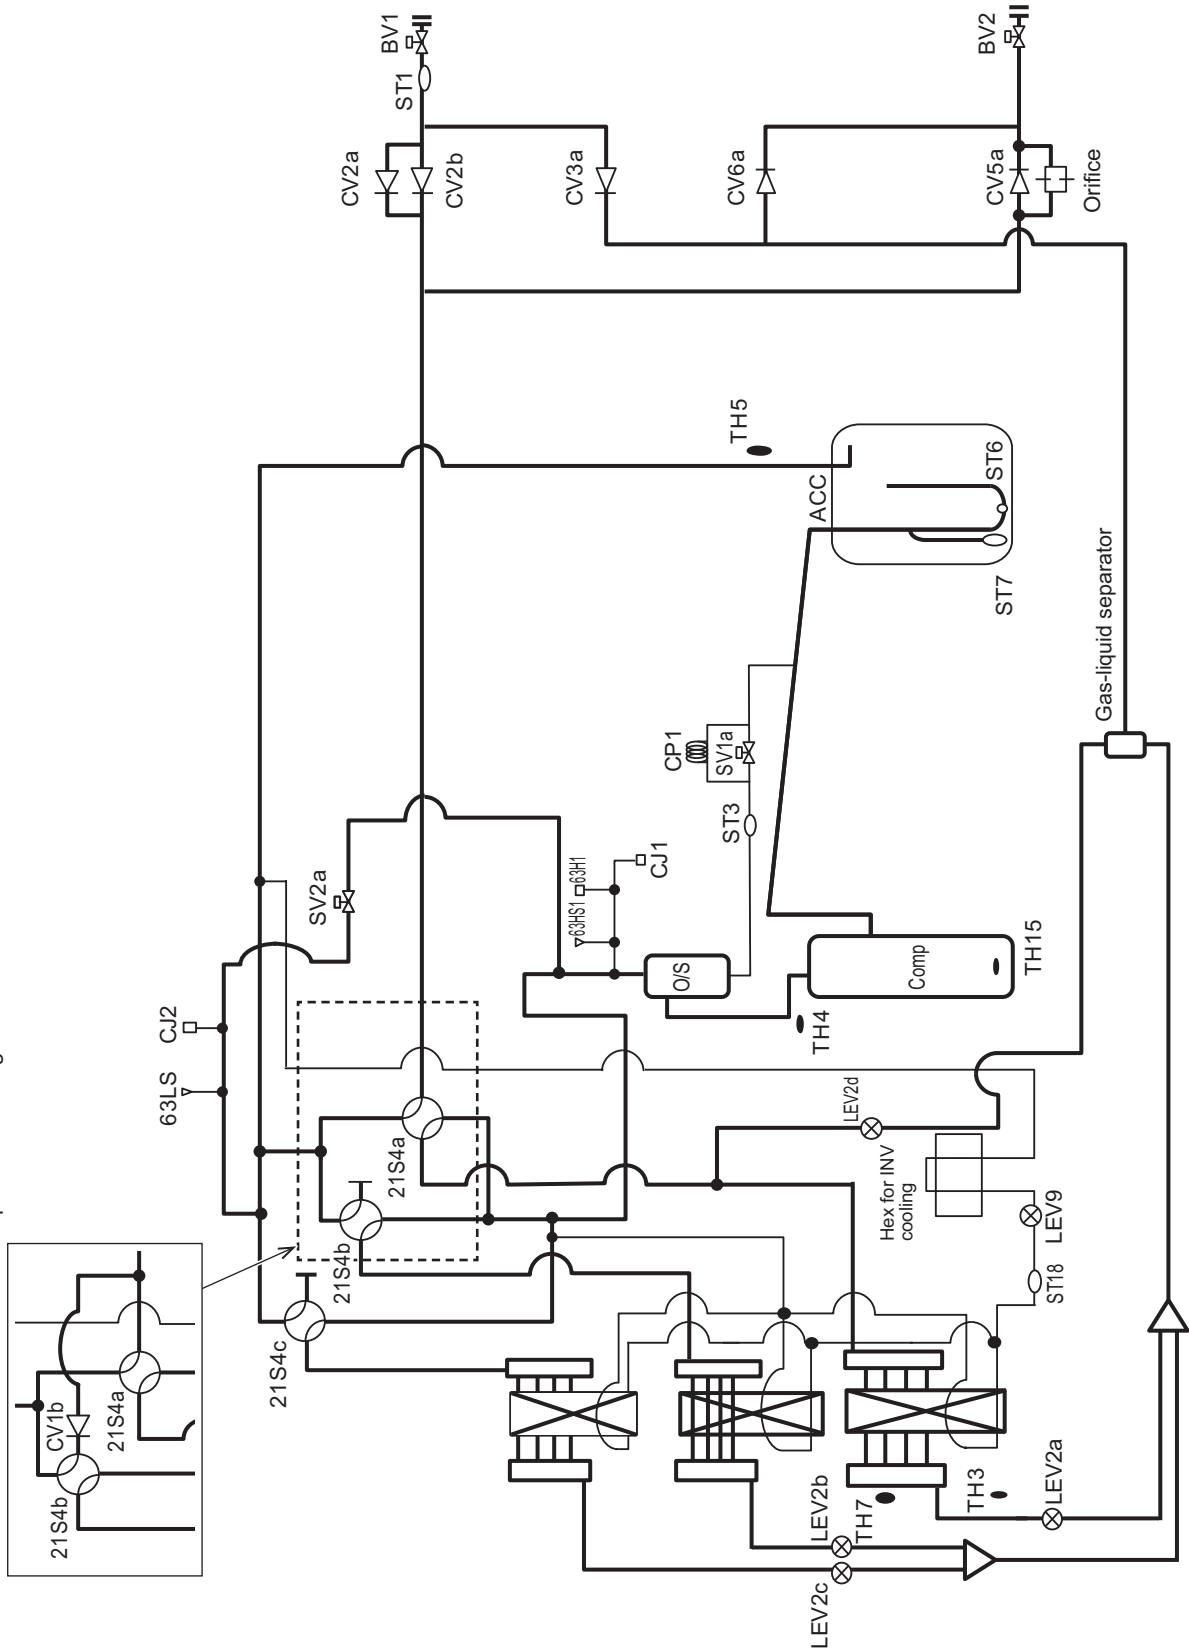 BV1
ST1
CV2a
CV2b
CV3a
CV6a
BV2
CV5a
Orifice
TH5
ACC
ST6
ST7
Gas-liquid separator
CP1
SV1a
ST3
SV2a
63HS1
63H1
CJ1
O/S
Comp
TH15
TH4
CJ2
63LS
21S4a
21S4b
21S4c
LEV2d
Hex for INV
cooling
LEV9
ST18
CV1b
21S4a
21S4b
LEV2b
TH7
TH3
LEV2a
LEV2c